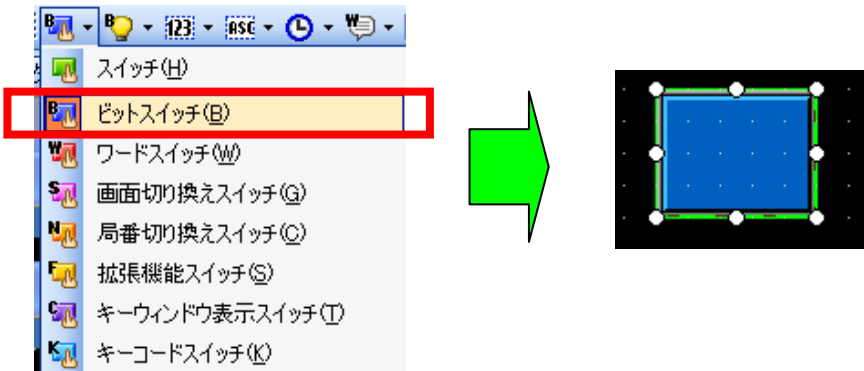 B B 123 ASC W
スイッチ(H)
B ビットスイッチ(B)
W ワードスイッチ(W)
S 画面切り換えスイッチ(G)
N 局番切り換えスイッチ(C)
F 拡張機能スイッチ(S)
C キーウィンドウ表示スイッチ(T)
K キーコードスイッチ(K)